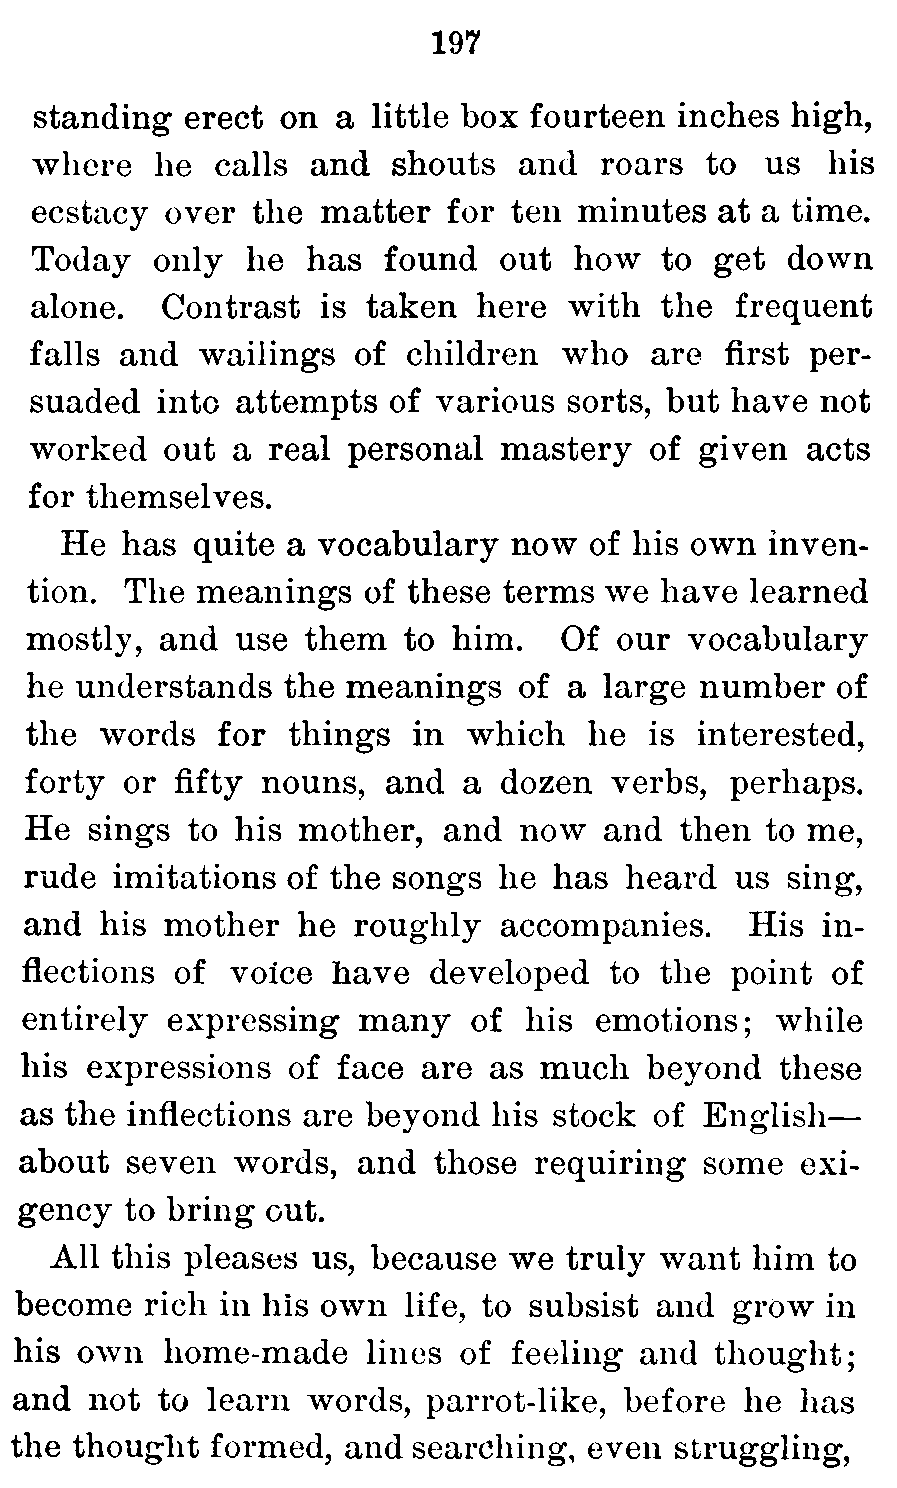 197
standing erect on a little box fourteen inches high,
where he calls and shouts and roars to us his
ecstacy over the matter for ten minutes at a time.
Today only he has found out how to get down
alone. Contrast is taken here with the frequent
falls and wailings of children who are first per-
suaded into attempts of various sorts, but have not
worked out a real personal mastery of given acts
for themselves.
He has quite a vocabulary now of his own inven-
tion. The meanings of these terms we have learned
mostly, and use them to him. Of our vocabulary
he understands the meanings of a large number of
the words for things in which he is interested,
forty or fifty nouns, and a dozen verbs, perhaps.
He sings to his mother, and now and then to me,
rude imitations of the songs he has heard us sing,
and his mother he roughly accompanies. His in-
flections of voice have developed to the point of
entirely expressing many of his emotions; while
his expressions of face are as much beyond these
as the inflections are beyond his stock of English—
about seven words, and those requiring some exi-
gency to bring out.
All this pleases us, because we truly want him to
become rich in his own life, to subsist and grow in
his own home-made lines of feeling and thought;
and not to learn words, parrot-like, before he has
the thought formed, and searching, even struggling,